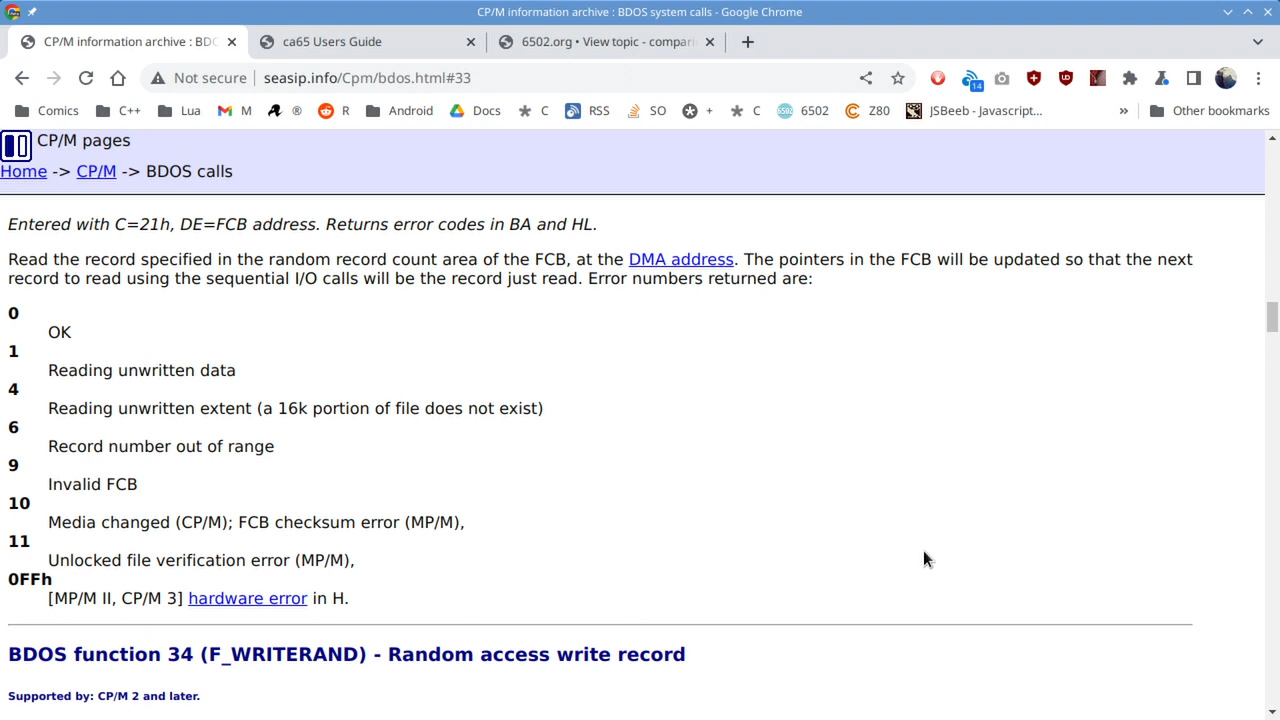 CP/M information archive : BDOS system calls - Google Chrome
CP/M information archive : BDC
ca65 Users Guide
6502.org • View topic - compari
Not secure
seasip.info/Cpm/bdos.html#33
14
Comics
C++
Lua
M
®
R
Android
Docs
C
RSS
SO
+
C
6502
Z80
JSBeeb - Javascript...
»
Other bookmarks
CP/M pages
Home -> CP/M -> BDOS calls
Entered with C=21h, DE=FCB address. Returns error codes in BA and HL.
Read the record specified in the random record count area of the FCB, at the DMA address. The pointers in the FCB will be updated so that the next
record to read using the sequential I/O calls will be the record just read. Error numbers returned are:
0
OK
1
Reading unwritten data
4
Reading unwritten extent (a 16k portion of file does not exist)
6
Record number out of range
9
Invalid FCB
10
Media changed (CP/M); FCB checksum error (MP/M),
11
Unlocked file verification error (MP/M),
0FFh
[MP/M II, CP/M 3] hardware error in H.
BDOS function 34 (F_WRITERAND) - Random access write record
Supported by: CP/M 2 and later.